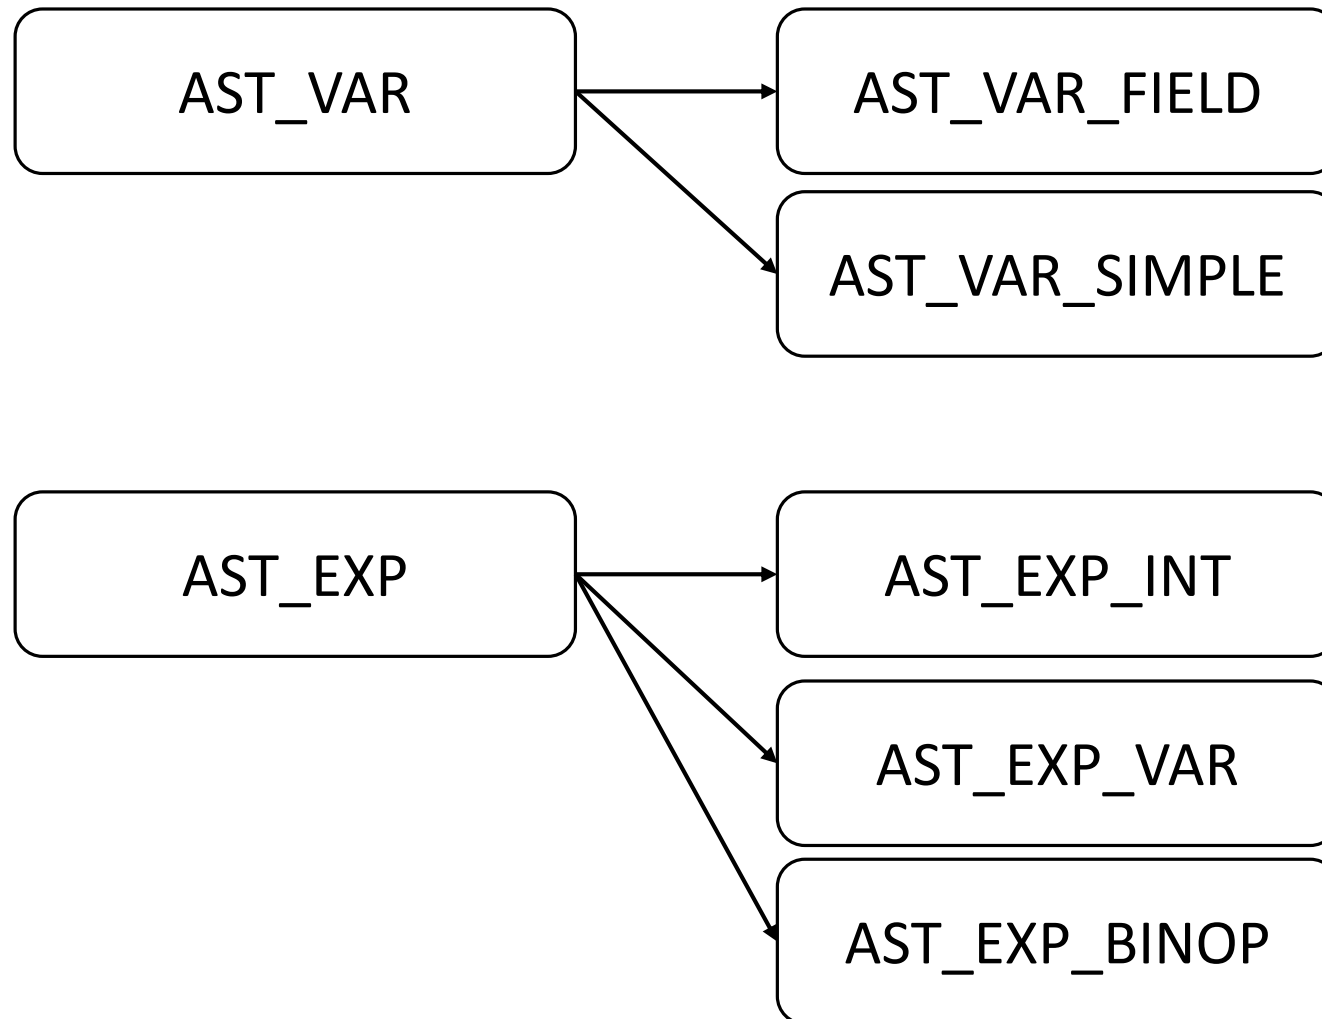 AST_VAR
AST_VAR_FIELD
AST_VAR_SIMPLE
AST_EXP
AST_EXP_INT
AST_EXP_VAR
AST_EXP_BINOP